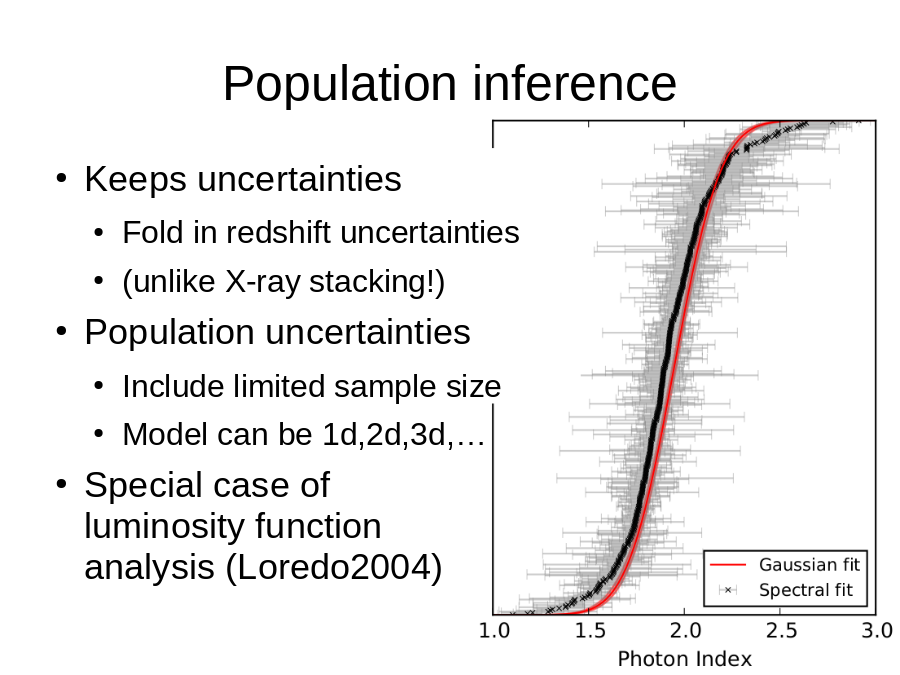 Population inference
• Keeps uncertainties
• Fold in redshift uncertainties
• (unlike X-ray stacking!)
• Population uncertainties
• Include limited sample size
• Model can be 1d,2d,3d,…
• Special case of
luminosity function
analysis (Loredo2004)
Gaussian fit
Spectral fit
1.0 1.5 2.0 2.5 3.0
Photon Index